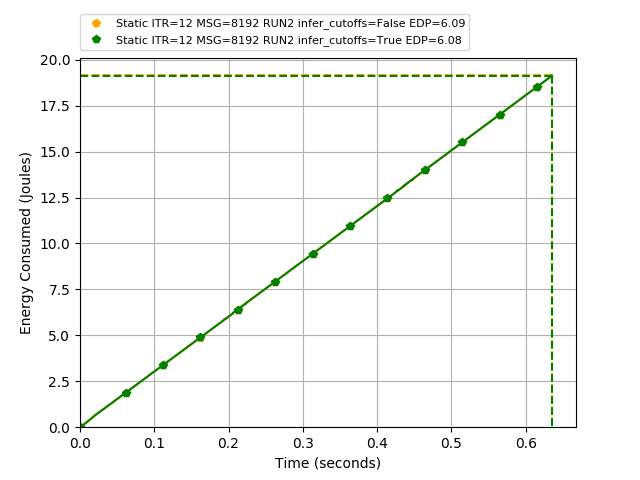 Static ITR=12 MSG=8192 RUN2 infer_cutoffs=False EDP=6.09
Static ITR=12 MSG=8192 RUN2 infer_cutoffs=True EDP=6.08
20.0
17.5
15.0
12.5
10.0
7.5
5.0
2.5
0.0
Energy Consumed (Joules)
0.0 0.1 0.2 0.3 0.4 0.5 0.6
Time (seconds)